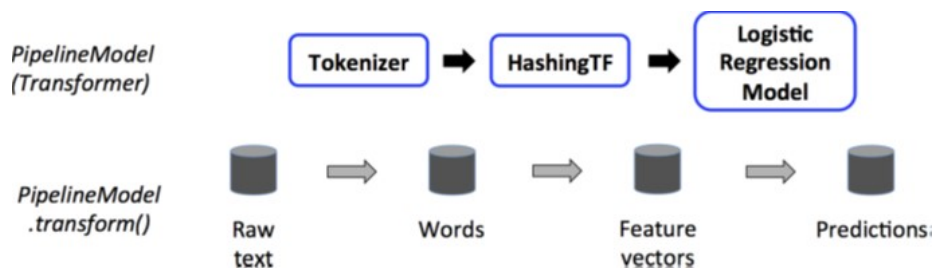 PipelineModel
(Transformer)
Tokenizer
HashingTF
Logistic
Regression
Model
PipelineModel
.transform()
Raw
text
Words
Feature
vectors
Predictions